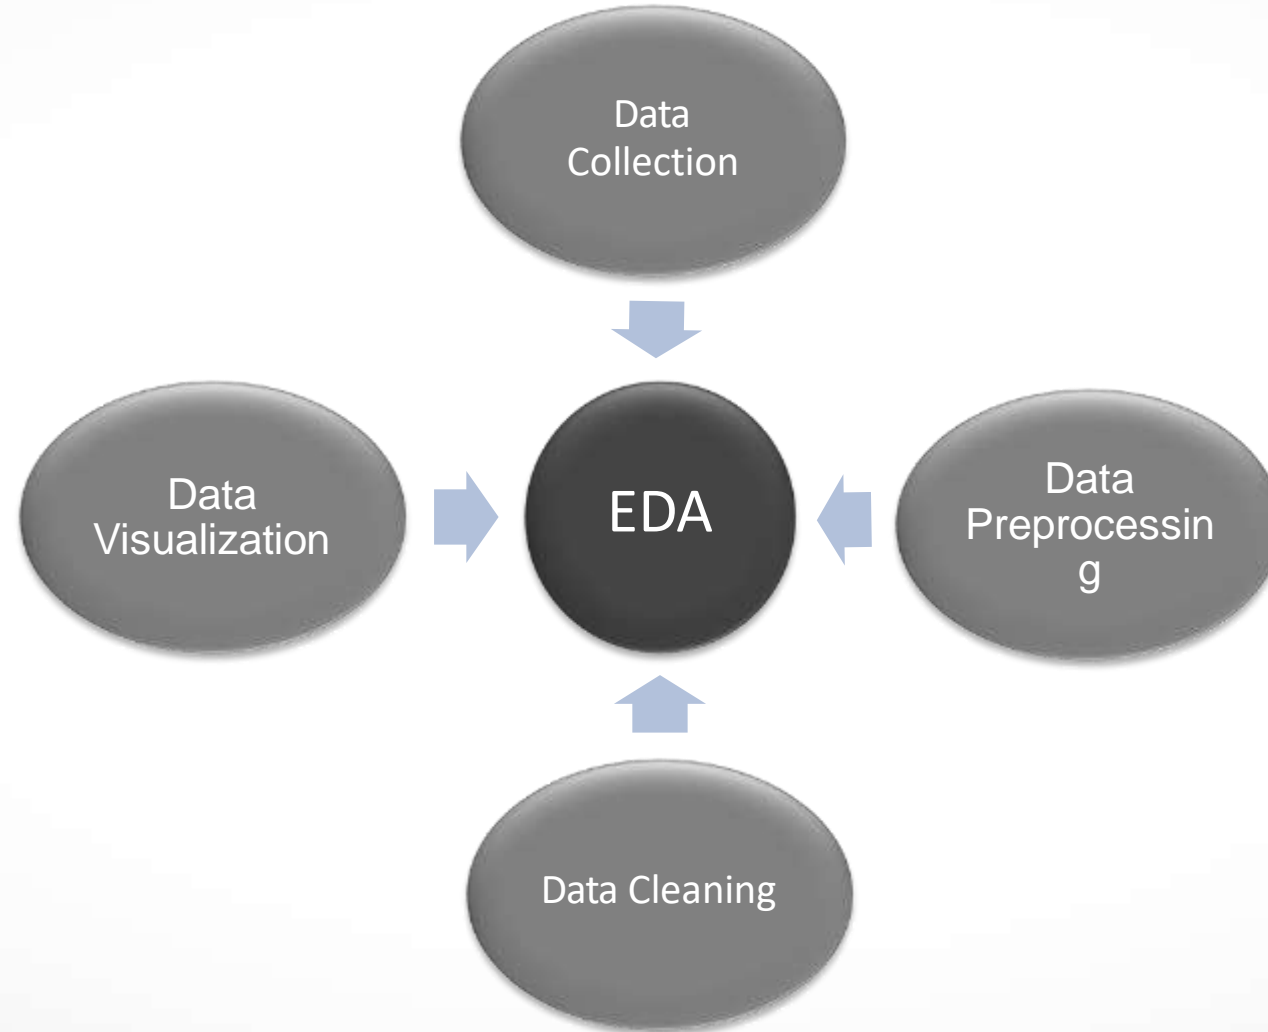 Data
Collection
Data
Visualization
EDA
Data
Preprocessin
g
Data Cleaning